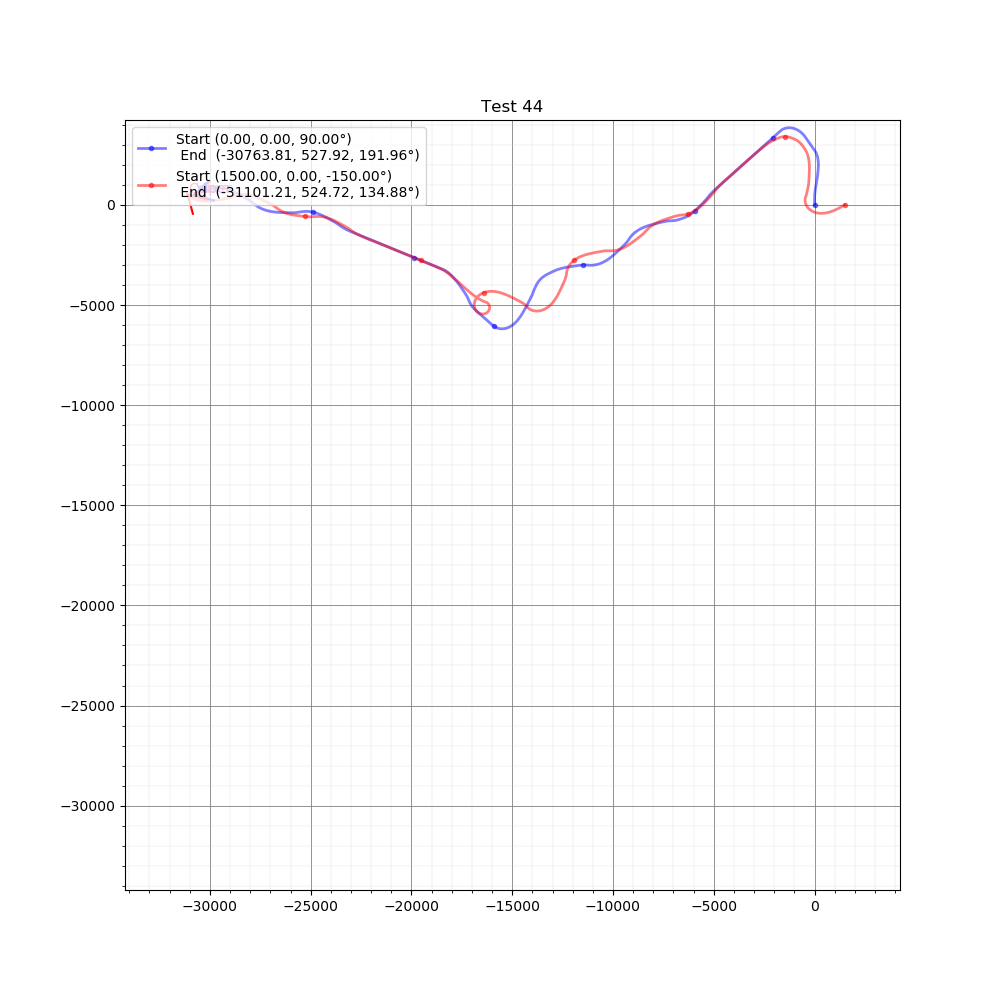 Test 44
Start (0.00, 0.00, 90.00°)
End (-30763.81, 527.92, 191.96°)
Start (1500.00, 0.00, -150.00°)
End (-31101.21, 524.72, 134.88°)
0
−5000
−10000
−15000
−20000
−25000
−30000
−30000 −25000 −20000 −15000 −10000 −5000 0